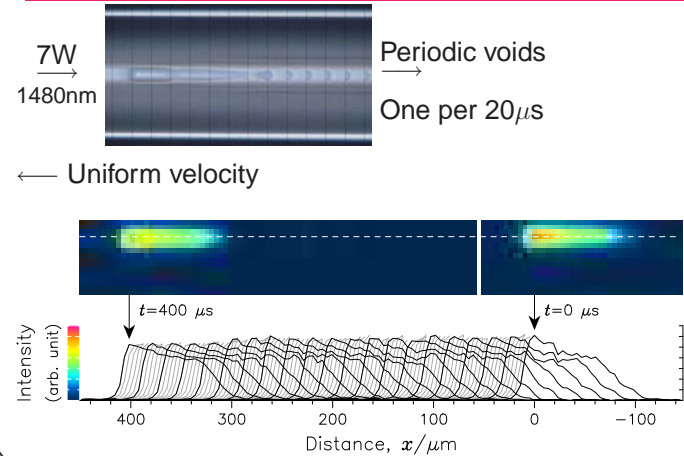 7W
1480nm
Periodic voids
One per 20μs
Uniform velocity
t=400 μs
t=0 μs
Intensity
(arb. unit)
400 300 200 100 0 −100
Distance, x/μm